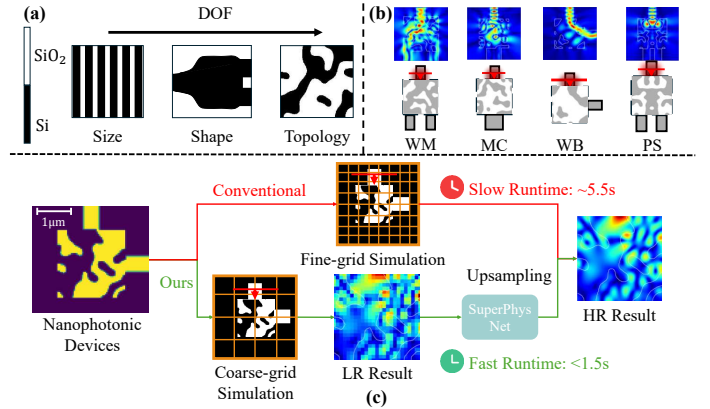 (a)
DOF
SiO₂
Si
Size
Shape
Topology
(b)
WM
MC
WB
PS
1μm
Nanophotonic
Devices
Conventional
Ours
Fine-grid Simulation
Slow Runtime: ~5.5s
Coarse-grid
Simulation
LR Result
Upsampling
SuperPhys
Net
Fast Runtime: <1.5s
HR Result
(c)